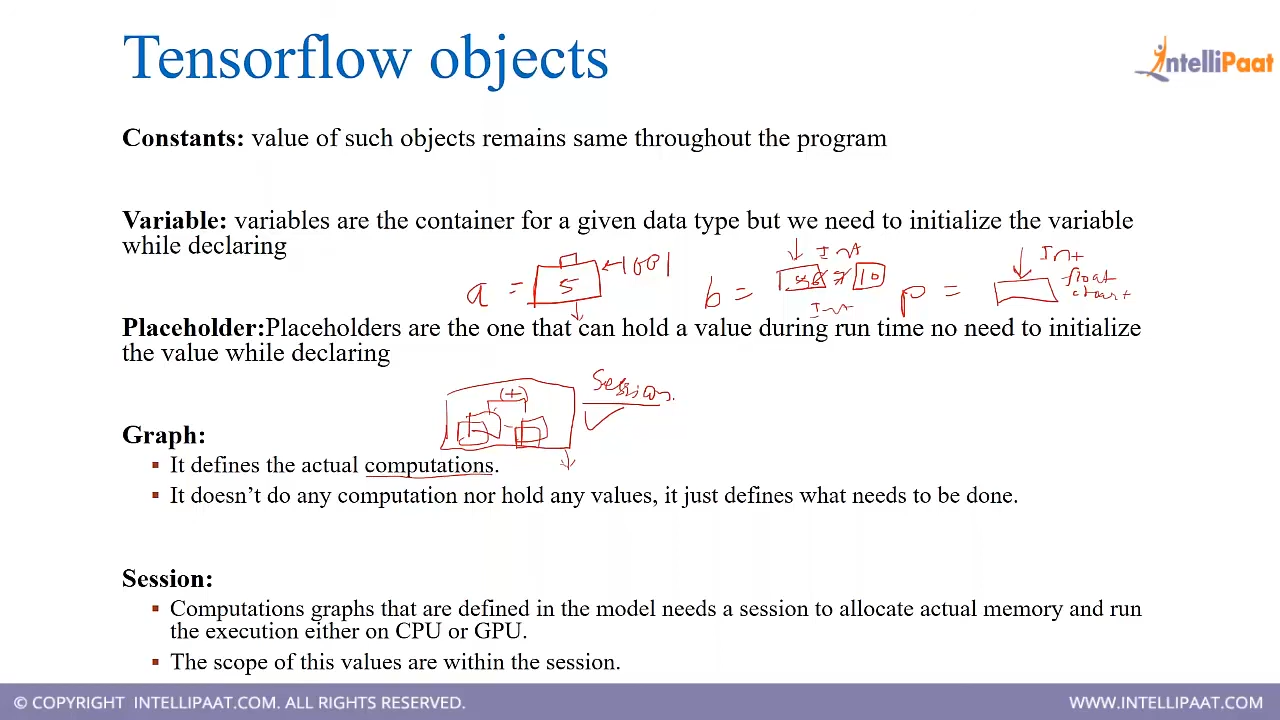 Tensorflow objects
IntelliPaat
Constants: value of such objects remains same throughout the program
Variable: variables are the container for a given data type but we need to initialize the variable
while declaring
a = 5
b = 10
Int
p = Int
float
Placeholder:Placeholders are the one that can hold a value during run time no need to initialize
the value while declaring
Session
(+)
Graph:
▪ It defines the actual computations.
▪ It doesn't do any computation nor hold any values, it just defines what needs to be done.
Session:
▪ Computations graphs that are defined in the model needs a session to allocate actual memory and run
the execution either on CPU or GPU.
▪ The scope of this values are within the session.
© COPYRIGHT INTELLIPAAT.COM. ALL RIGHTS RESERVED.
WWW.INTELLIPAAT.COM